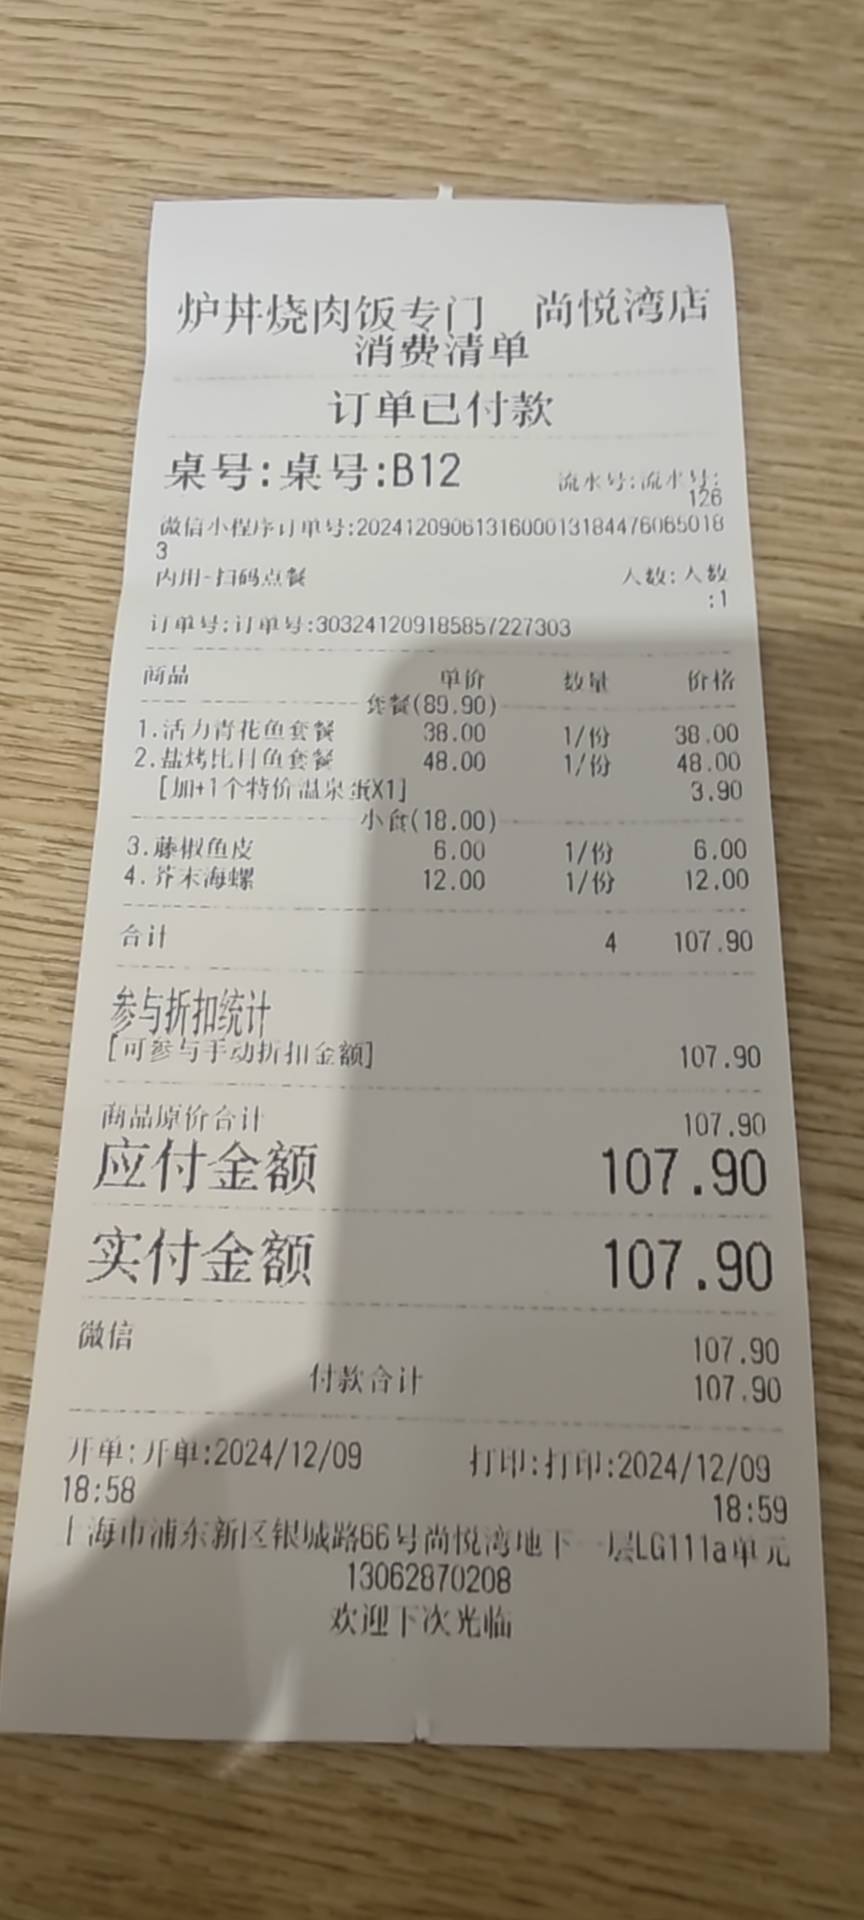 炉丼烧肉饭专门 尚悦湾店
消费清单
订单已付款
桌号:桌号:B12 流水号:流水号:
126
微信小程序订单号:2024120906131600013184476065018
3
内用-扫码点餐 人数:人数
:1
订单号:订单号:303241209185857227303
商品 单价 数量 价格
套餐(89.90)
1.活力青花鱼套餐 38.00 1/份 38.00
2.盐烤比目鱼套餐 48.00 1/份 48.00
[加+1个特价温泉蛋X1] 3.90
小食(18.00)
3.藤椒鱼皮 6.00 1/份 6.00
4.芥末海螺 12.00 1/份 12.00
合计 4 107.90
参与折扣统计
[可参与手动折扣金额] 107.90
商品原价合计 107.90
应付金额 107.90
实付金额 107.90
微信 107.90
付款合计 107.90
开单:开单:2024/12/09 打印:打印:2024/12/09
18:58 18:59
上海市浦东新区银城路66号尚悦湾地下一层LG111a单元
13062870208
欢迎下次光临